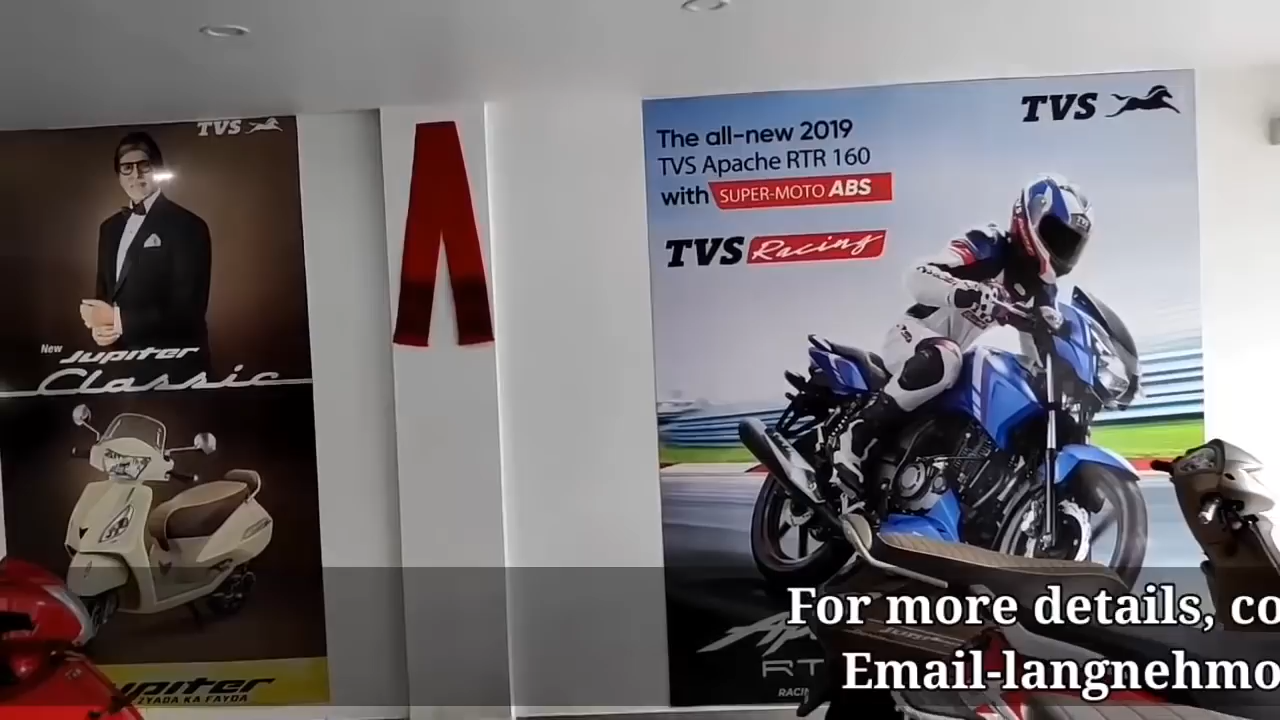 TVS
New
Jupiter
Classic
Jupiter
ZYADA KA FAYDA
The all-new 2019
TVS Apache RTR 160
with SUPER-MOTO ABS
TVS Racing
TVS
RT
For more details, co
Email-langnehmo